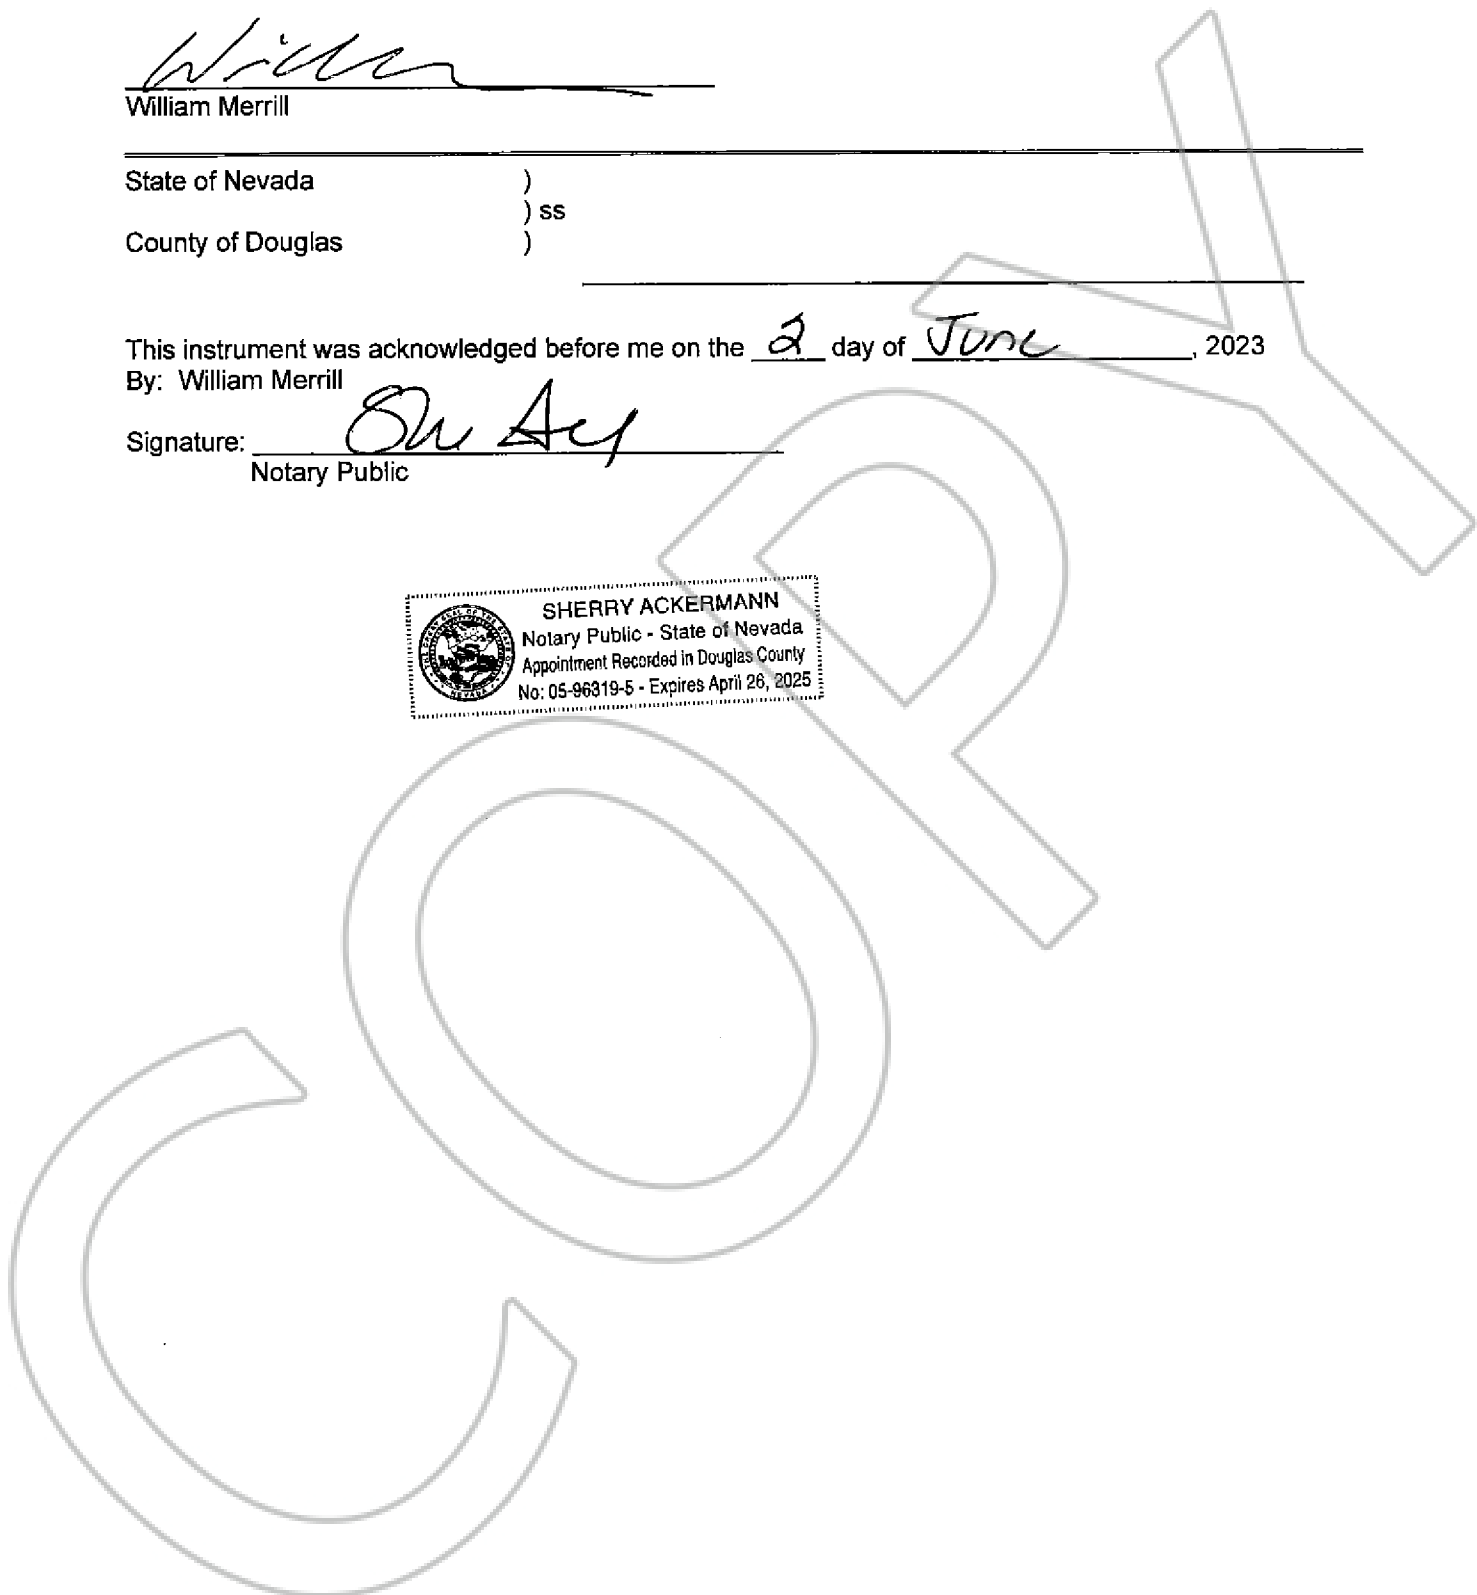 William Merrill
State of Nevada )
) ss
County of Douglas )
This instrument was acknowledged before me on the 2 day of June, 2023
By: William Merrill
Signature:
Notary Public
SHERRY ACKERMANN
Notary Public - State of Nevada
Appointment Recorded in Douglas County
No: 05-96319-5 - Expires April 26, 2025
COPY